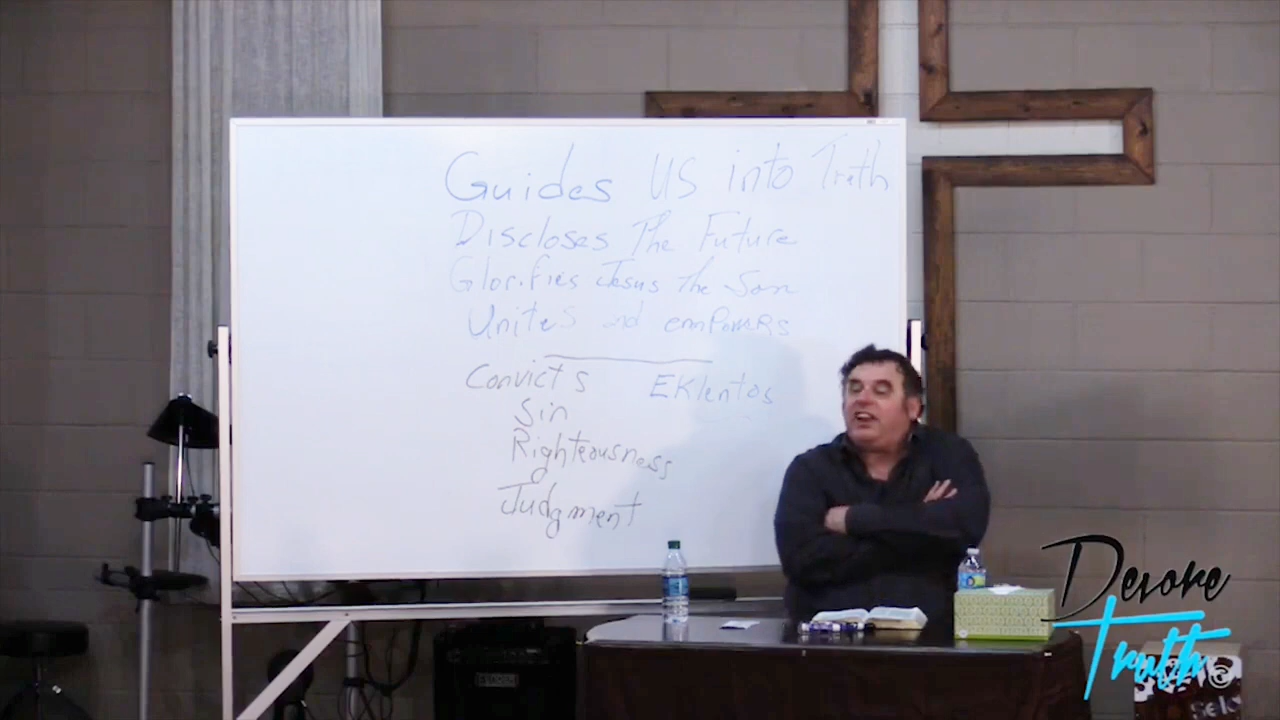 Guides US into Truth
Discloses The Future
Glorifies Jesus the Son
Unites and emPowers
Convicts EKlentos
Sin
Righteousness
Judgment
Desire
Truth